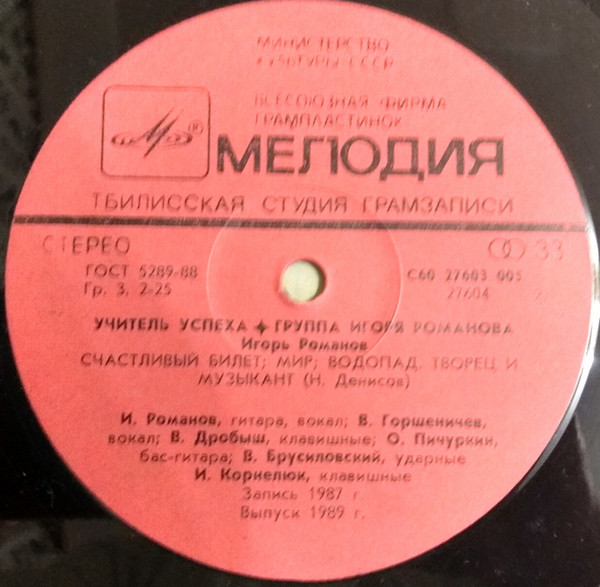 МИНИСТЕРСТВО
КУЛЬТУРЫ СССР
ВСЕСОЮЗНАЯ ФИРМА
ГРАМПЛАСТИНОК
МЕЛОДИЯ
ТБИЛИССКАЯ СТУДИЯ ГРАМЗАПИСИ
СТЕРЕО 33
ГОСТ 5289-88 С60 27603 005
Гр. 3. 2-25 27604
УЧИТЕЛЬ УСПЕХА ✦ ГРУППА ИГОРЯ РОМАНОВА
Игорь Романов
СЧАСТЛИВЫЙ БИЛЕТ; МИР; ВОДОПАД. ТВОРЕЦ И
МУЗЫКАНТ (Н. Денисов)
И. Романов, гитара, вокал; В. Горшеничев,
вокал; В. Дробыш, клавишные; О. Пичуркин,
бас-гитара; В. Брусиловский, ударные
И. Корнелюк, клавишные
Запись 1987 г.
Выпуск 1989 г.